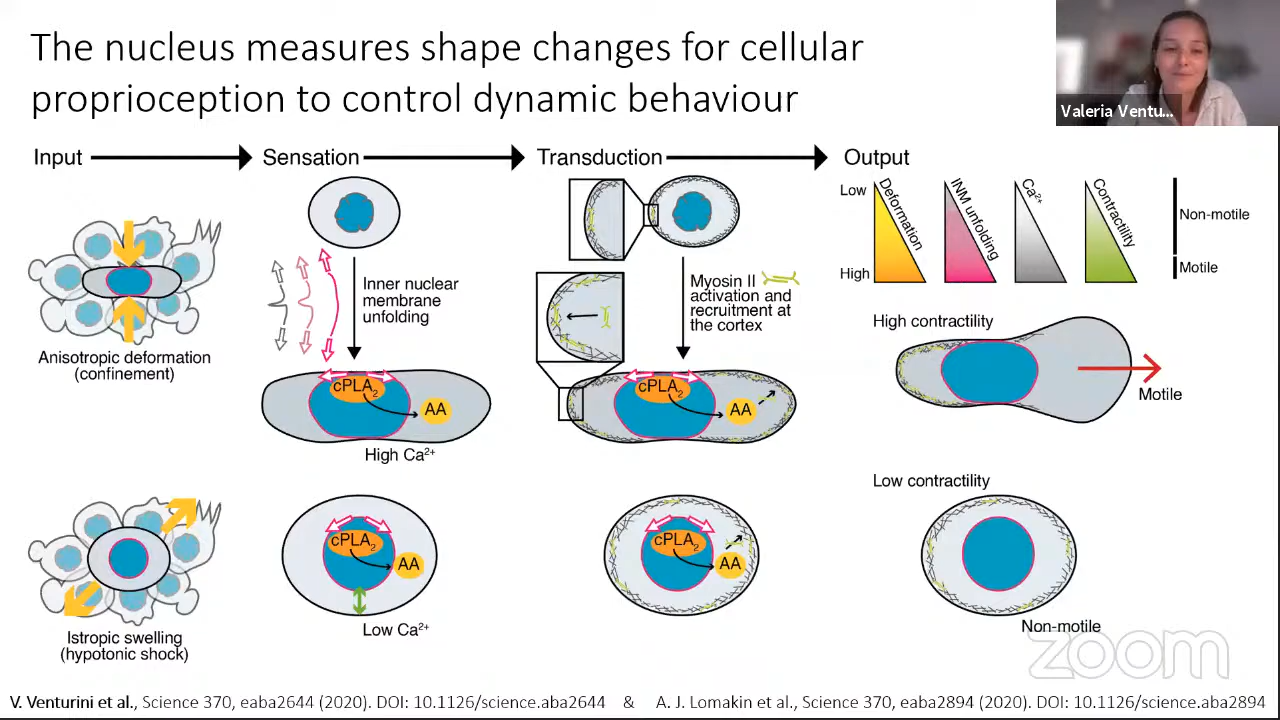 The nucleus measures shape changes for cellular
proprioception to control dynamic behaviour
Valeria Ventu...
Input
Sensation
Transduction
Output
Anisotropic deformation
(confinement)
Inner nuclear
membrane
unfolding
cPLA2
AA
High Ca2+
Myosin II
activation and
recruitment at
the cortex
cPLA2
AA
Low
High
Deformation
INM unfolding
Ca2+
Contractility
Non-motile
Motile
High contractility
Motile
Istropic swelling
(hypotonic shock)
cPLA2
AA
Low Ca2+
cPLA2
AA
Low contractility
Non-motile
zoom
V. Venturini et al., Science 370, eaba2644 (2020). DOI: 10.1126/science.aba2644 & A. J. Lomakin et al., Science 370, eaba2894 (2020). DOI: 10.1126/science.aba2894